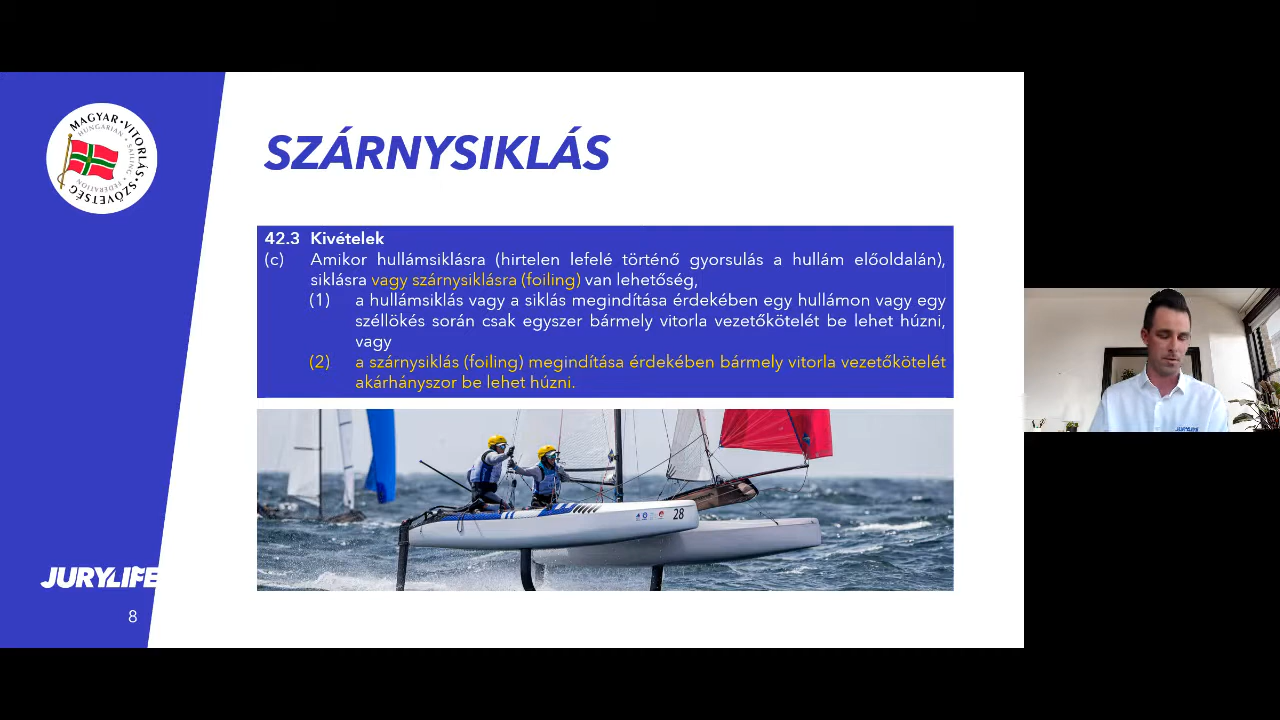 MAGYAR·VITORLÁS·SZÖVETSÉG
HUNGARIAN · SAILING · FEDERATION
SZÁRNYSIKLÁS
42.3 Kivételek
(c) Amikor hullámsiklásra (hirtelen lefelé történő gyorsulás a hullám előoldalán),
siklásra vagy szárnysiklásra (foiling) van lehetőség,
(1) a hullámsiklás vagy a siklás megindítása érdekében egy hullámon vagy egy
széllökés során csak egyszer bármely vitorla vezetőkötelét be lehet húzni,
vagy
(2) a szárnysiklás (foiling) megindítása érdekében bármely vitorla vezetőkötelét
akárhányszor be lehet húzni.
28
JURYLIFE
8
JURYLIFE